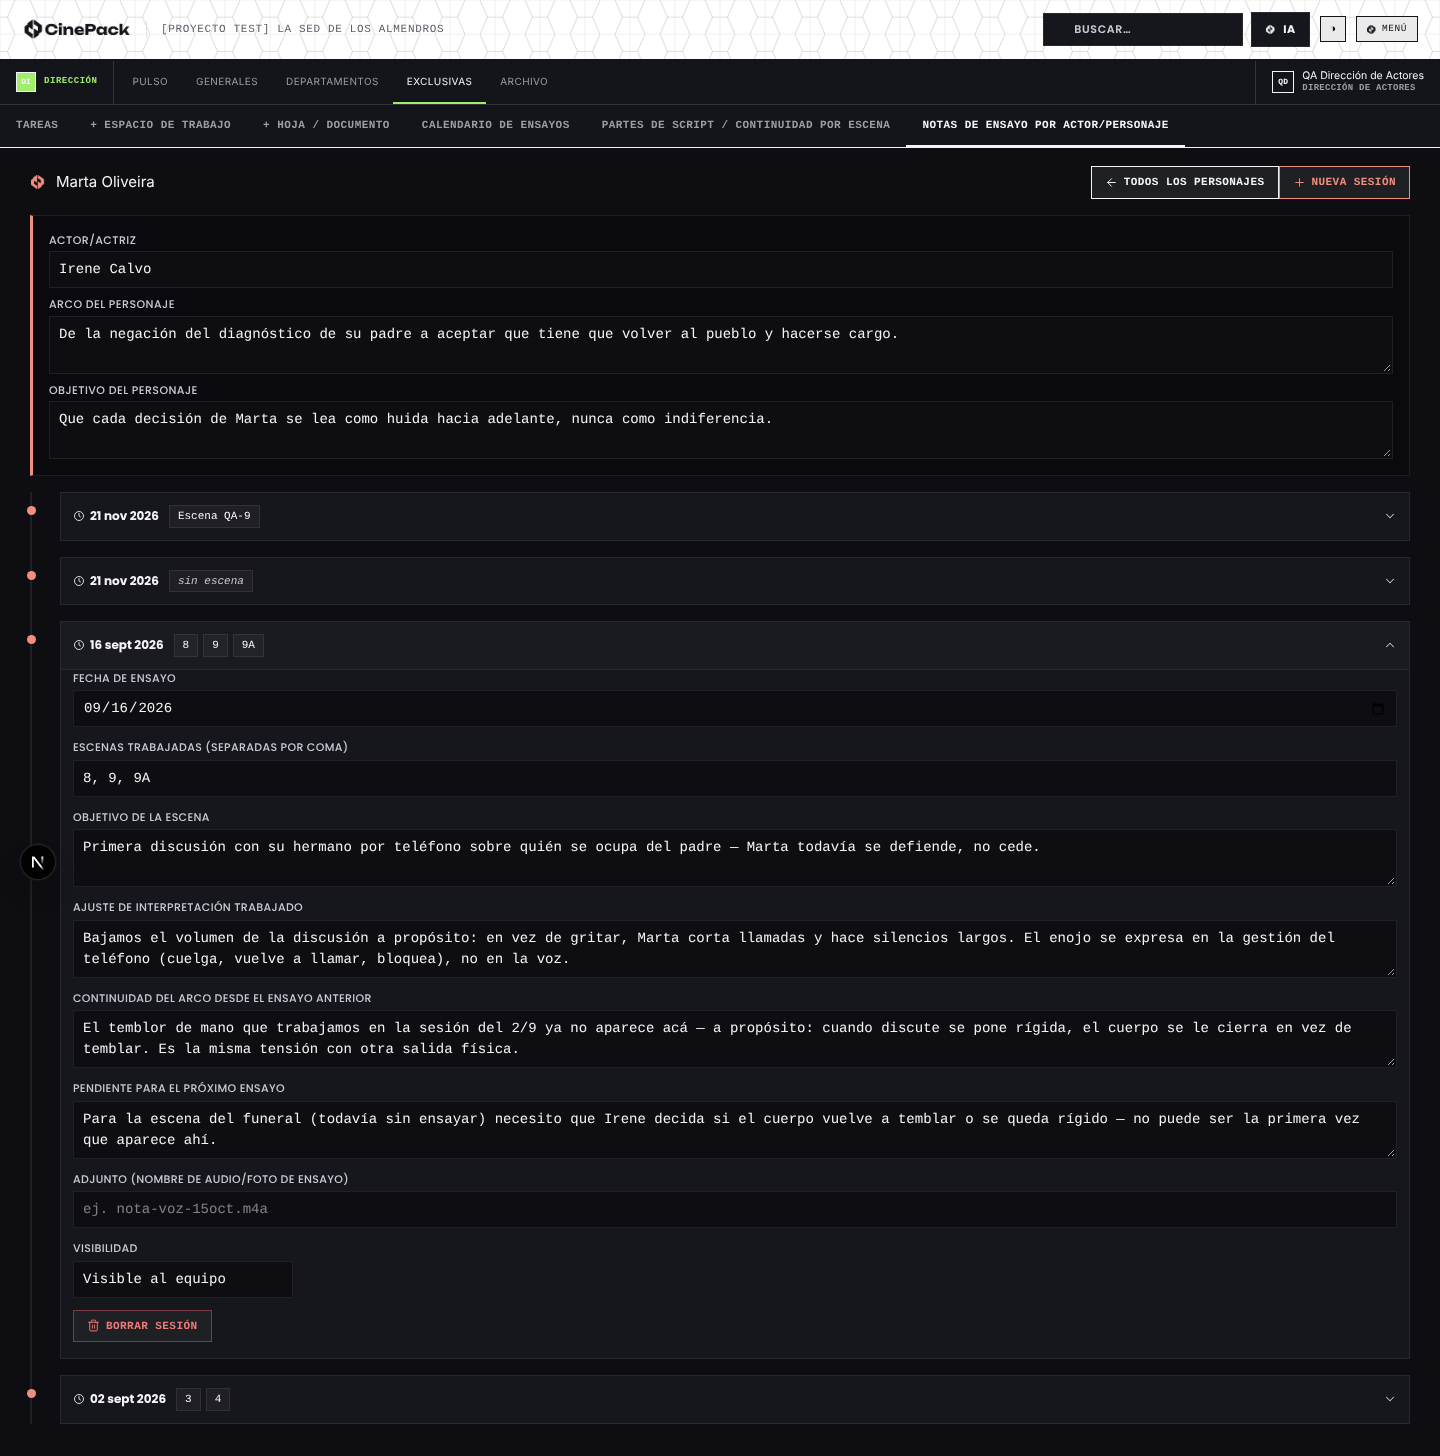 CinePack
[PROYECTO TEST] LA SED DE LOS ALMENDROS
BUSCAR…
IA
MENÚ
DI
DIRECCIÓN
PULSO
GENERALES
DEPARTAMENTOS
EXCLUSIVAS
ARCHIVO
QD
QA Dirección de Actores
DIRECCIÓN DE ACTORES
TAREAS
+ ESPACIO DE TRABAJO
+ HOJA / DOCUMENTO
CALENDARIO DE ENSAYOS
PARTES DE SCRIPT / CONTINUIDAD POR ESCENA
NOTAS DE ENSAYO POR ACTOR/PERSONAJE
Marta Oliveira
← TODOS LOS PERSONAJES
+ NUEVA SESIÓN
ACTOR/ACTRIZ
Irene Calvo
ARCO DEL PERSONAJE
De la negación del diagnóstico de su padre a aceptar que tiene que volver al pueblo y hacerse cargo.
OBJETIVO DEL PERSONAJE
Que cada decisión de Marta se lea como huida hacia adelante, nunca como indiferencia.
21 nov 2026 Escena QA-9
21 nov 2026 sin escena
16 sept 2026 8 9 9A
FECHA DE ENSAYO
09/16/2026
ESCENAS TRABAJADAS (SEPARADAS POR COMA)
8, 9, 9A
OBJETIVO DE LA ESCENA
Primera discusión con su hermano por teléfono sobre quién se ocupa del padre — Marta todavía se defiende, no cede.
AJUSTE DE INTERPRETACIÓN TRABAJADO
Bajamos el volumen de la discusión a propósito: en vez de gritar, Marta corta llamadas y hace silencios largos. El enojo se expresa en la gestión del
teléfono (cuelga, vuelve a llamar, bloquea), no en la voz.
CONTINUIDAD DEL ARCO DESDE EL ENSAYO ANTERIOR
El temblor de mano que trabajamos en la sesión del 2/9 ya no aparece acá — a propósito: cuando discute se pone rígida, el cuerpo se le cierra en vez de
temblar. Es la misma tensión con otra salida física.
PENDIENTE PARA EL PRÓXIMO ENSAYO
Para la escena del funeral (todavía sin ensayar) necesito que Irene decida si el cuerpo vuelve a temblar o se queda rígido — no puede ser la primera vez
que aparece ahí.
ADJUNTO (NOMBRE DE AUDIO/FOTO DE ENSAYO)
ej. nota-voz-15oct.m4a
VISIBILIDAD
Visible al equipo
BORRAR SESIÓN
02 sept 2026 3 4
N